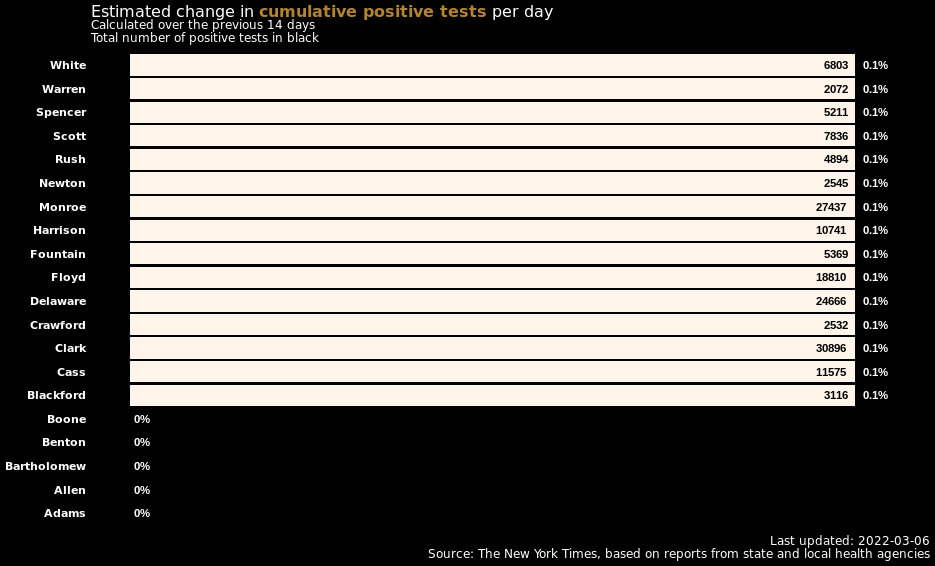 Estimated change in cumulative positive tests per day
Calculated over the previous 14 days
Total number of positive tests in black
White 6803 0.1%
Warren 2072 0.1%
Spencer 5211 0.1%
Scott 7836 0.1%
Rush 4894 0.1%
Newton 2545 0.1%
Monroe 27437 0.1%
Harrison 10741 0.1%
Fountain 5369 0.1%
Floyd 18810 0.1%
Delaware 24666 0.1%
Crawford 2532 0.1%
Clark 30896 0.1%
Cass 11575 0.1%
Blackford 3116 0.1%
Boone 0%
Benton 0%
Bartholomew 0%
Allen 0%
Adams 0%
Last updated: 2022-03-06
Source: The New York Times, based on reports from state and local health agencies